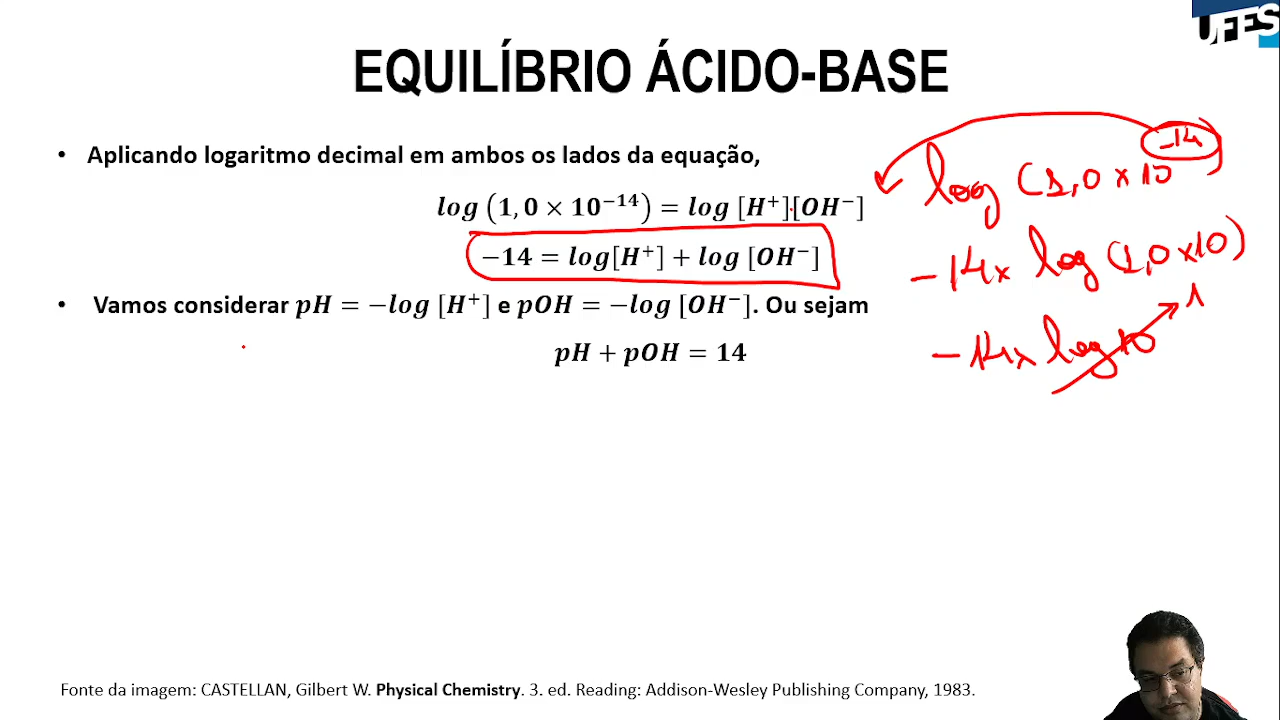 UFES
EQUILÍBRIO ÁCIDO-BASE
• Aplicando logaritmo decimal em ambos os lados da equação,
log (1,0 × 10⁻¹⁴) = log [H⁺][OH⁻]
−14 = log[H⁺] + log [OH⁻]
• Vamos considerar pH = −log [H⁺] e pOH = −log [OH⁻]. Ou sejam
pH + pOH = 14
log (1,0 × 10⁻¹⁴)
−14 × log (1,0 × 10)
−14 × log 10 1
Fonte da imagem: CASTELLAN, Gilbert W. Physical Chemistry. 3. ed. Reading: Addison-Wesley Publishing Company, 1983.